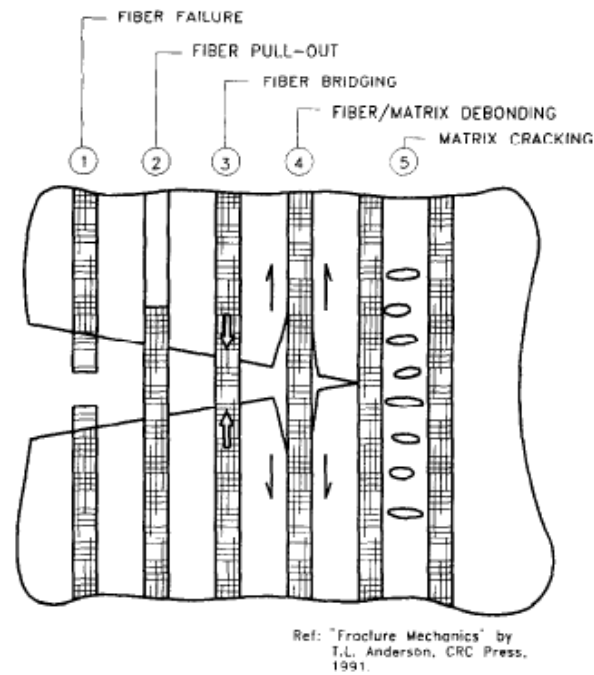 FIBER FAILURE
FIBER PULL-OUT
FIBER BRIDGING
FIBER/MATRIX DEBONDING
MATRIX CRACKING
1 2 3 4 5
Ref: "Fracture Mechanics" by
T.L. Anderson, CRC Press,
1991.